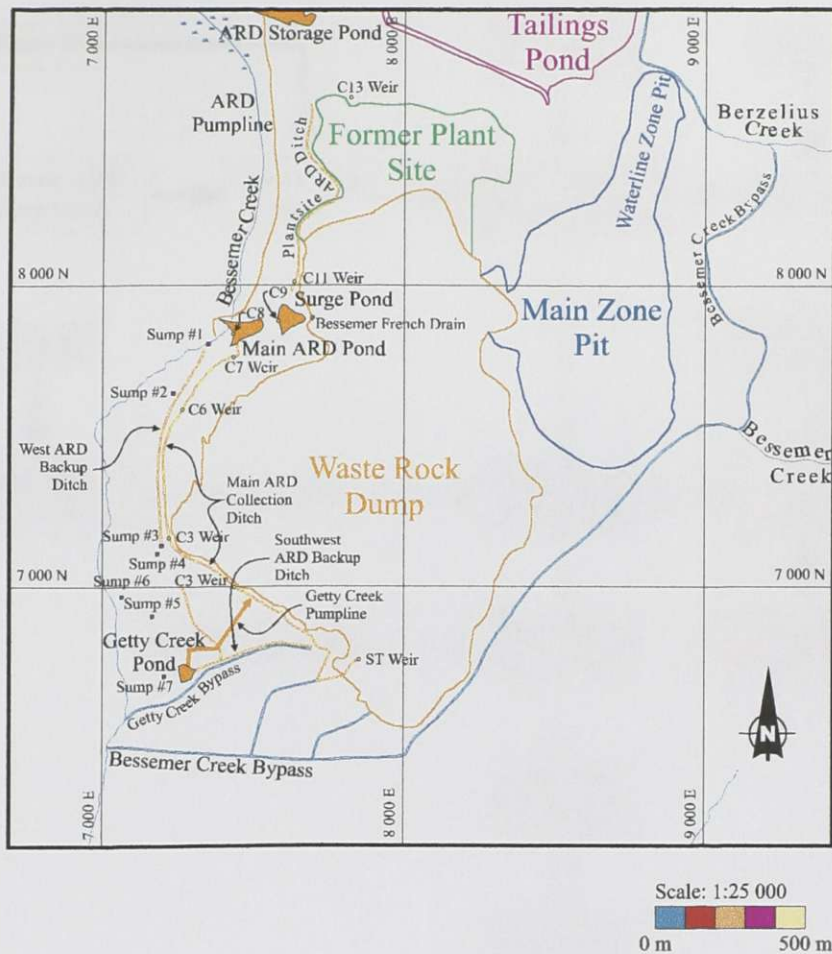 7 000 E
8 000 E
9 000 E
ARD Storage Pond
Tailings
Pond
C13 Weir
ARD
Pumpline
Former Plant
Site
Plantsite ARD Ditch
Waterline Zone Pit
Berzelius
Creek
Bessemer Creek
Bessemer Creek Bypass
8 000 N
8 000 N
C11 Weir
C9
Surge Pond
C8
Bessemer French Drain
Sump #1
Main ARD Pond
C7 Weir
Main Zone
Pit
Sump #2
C6 Weir
West ARD
Backup
Ditch
Waste Rock
Dump
Bessemer
Creek
Main ARD
Collection
Ditch
Sump #3
C3 Weir
Southwest
ARD Backup
Ditch
Sump #4
Sump #6
C3 Weir
7 000 N
7 000 N
Sump #5
Getty Creek
Pumpline
Getty Creek
Pond
ST Weir
Sump #7
Getty Creek Bypass
N
Bessemer Creek Bypass
7 000 E
8 000 E
9 000 E
Scale: 1:25 000
0 m
500 m